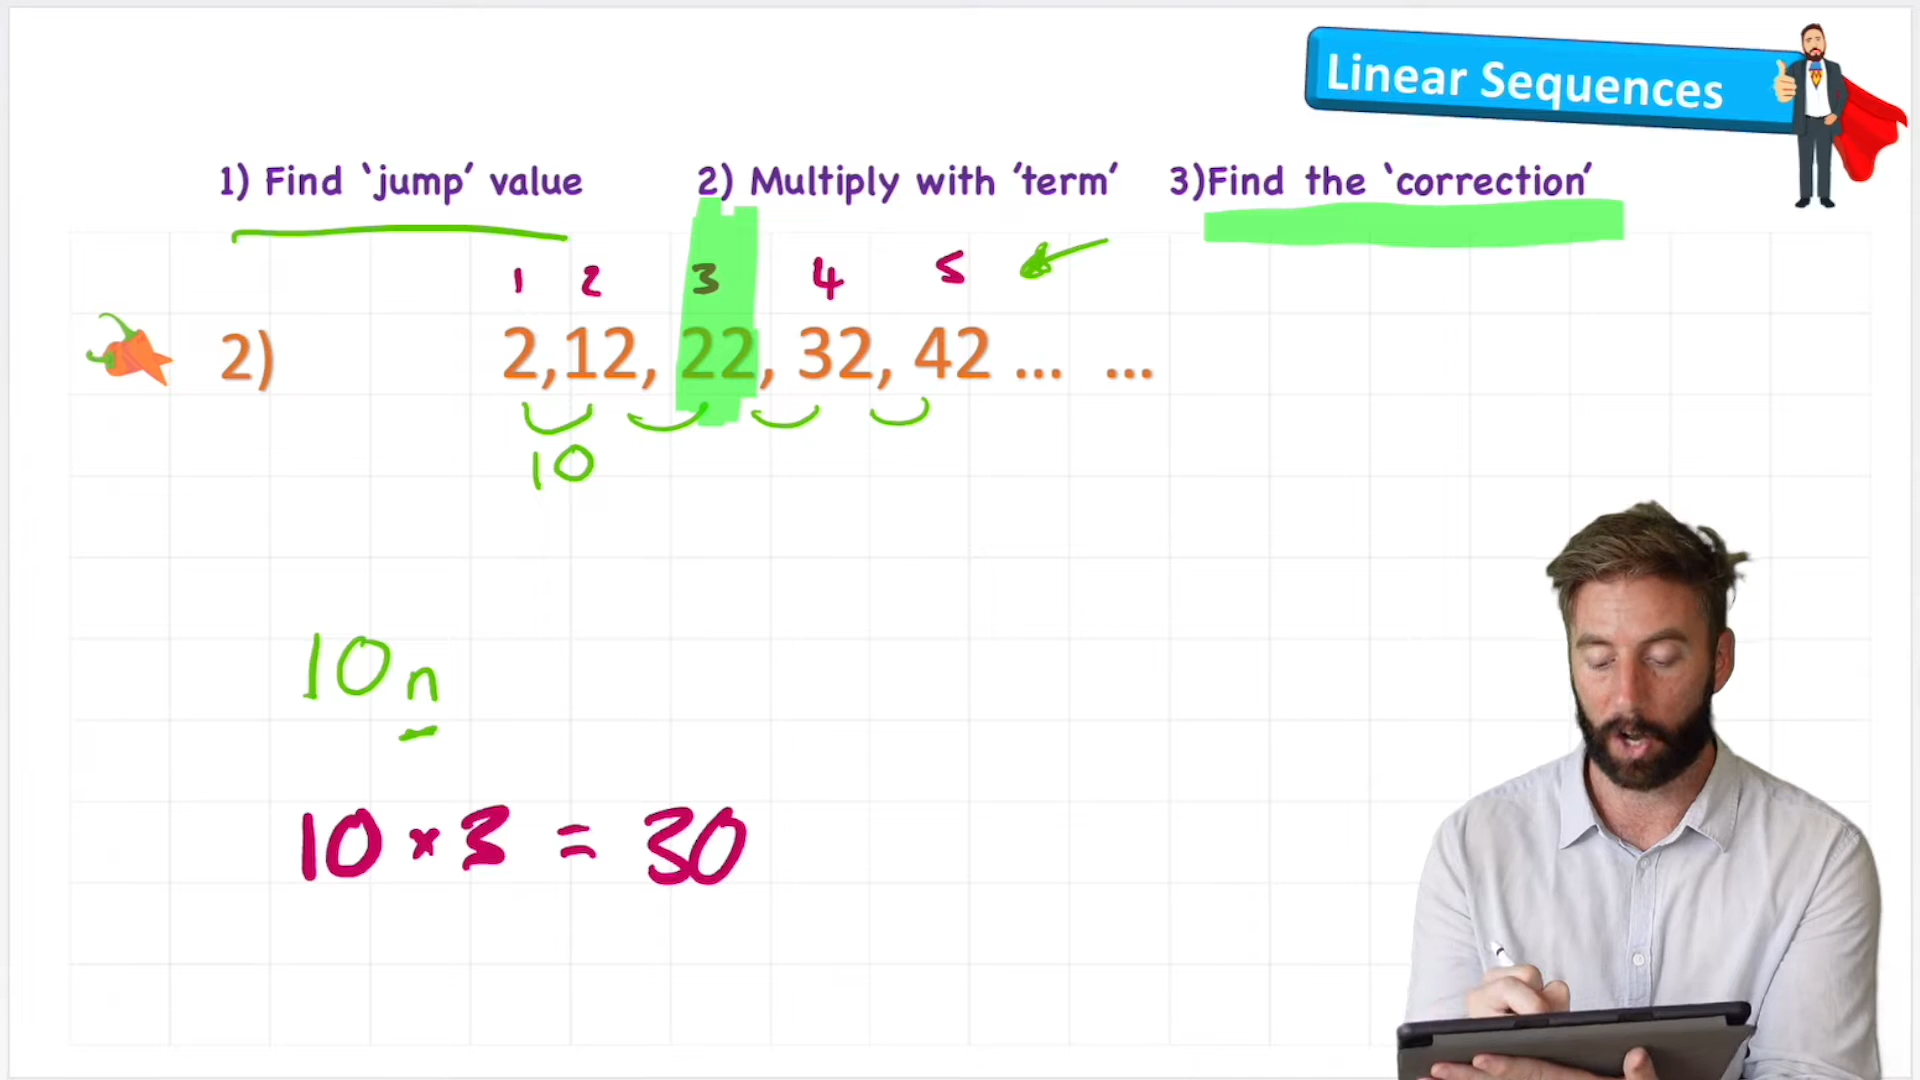 Linear Sequences
1) Find ‘jump’ value 2) Multiply with ’term’ 3)Find the ‘correction’
1 2 3 4 5
2) 2,12, 22, 32, 42 ... ...
10
10n
10 × 3 = 30